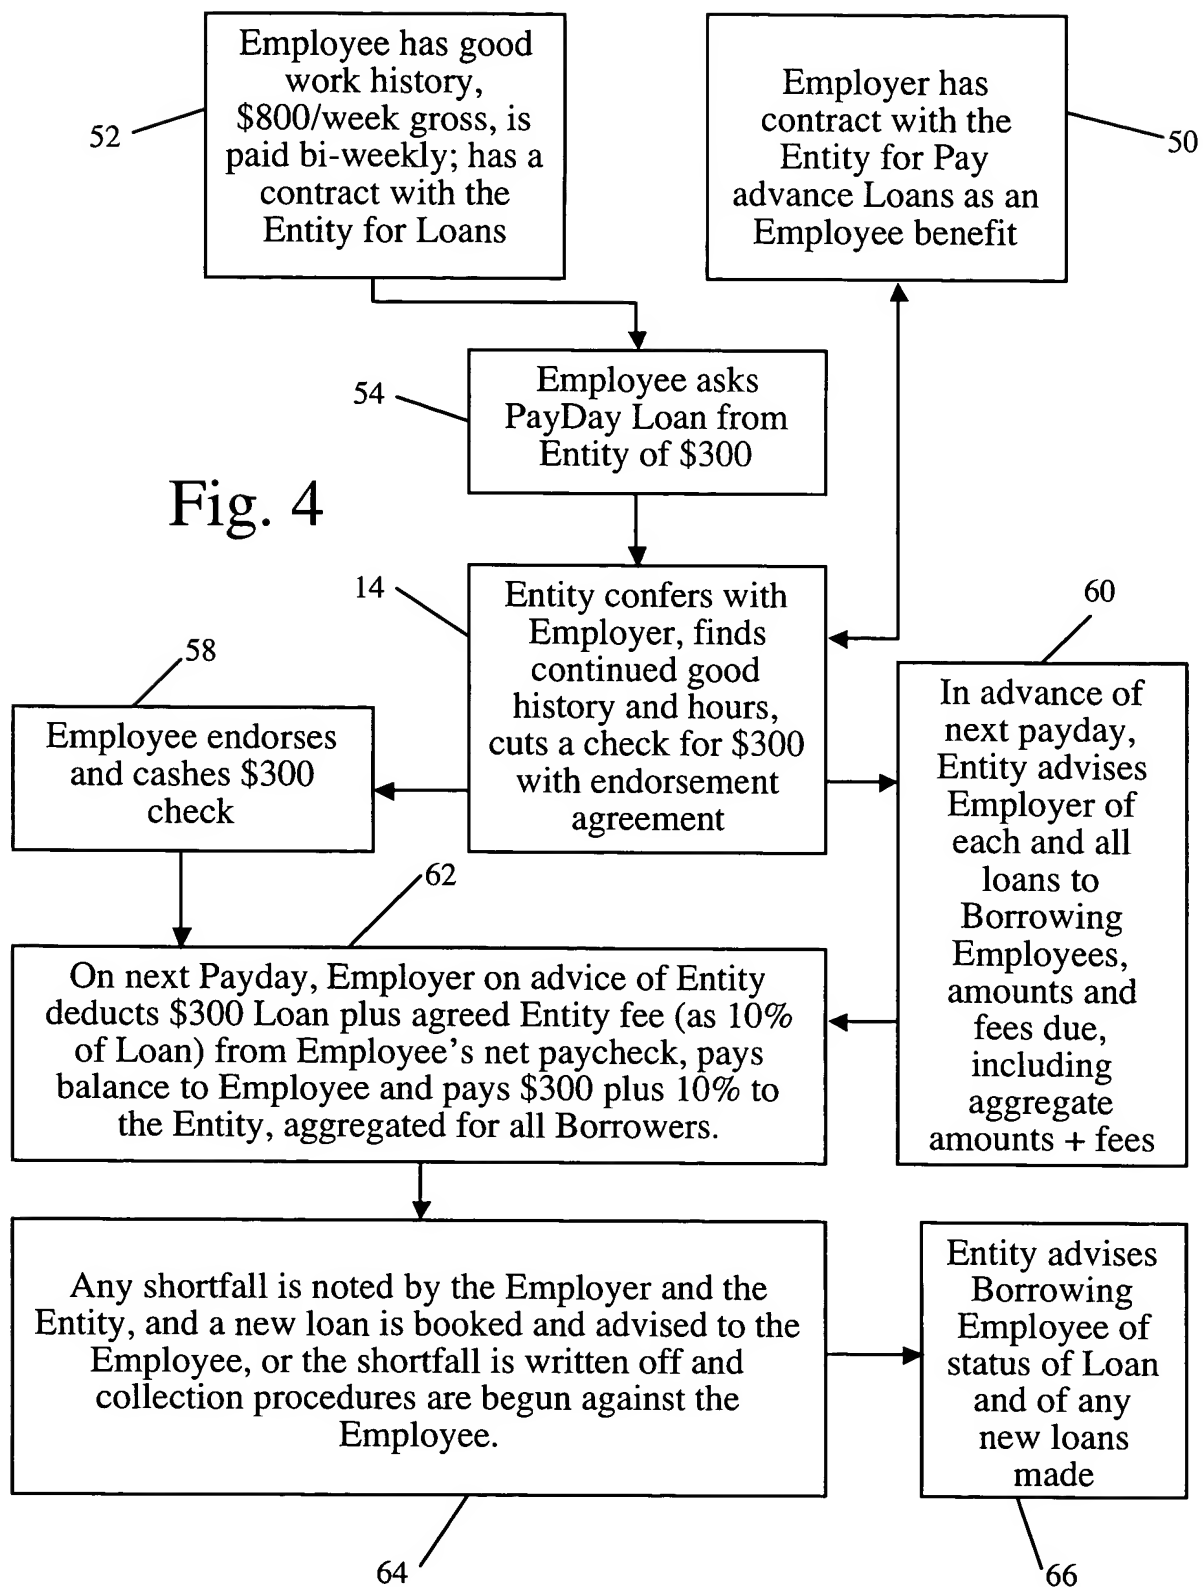 Employee has good
work history,
$800/week gross, is
paid bi-weekly; has a
contract with the
Entity for Loans
52
Employer has
contract with the
Entity for Pay
advance Loans as an
Employee benefit
50
Employee asks
PayDay Loan from
Entity of $300
54
Fig. 4
14
Entity confers with
Employer, finds
continued good
history and hours,
cuts a check for $300
with endorsement
agreement
60
In advance of
next payday,
Entity advises
Employer of
each and all
loans to
Borrowing
Employees,
amounts and
fees due,
including
aggregate
amounts + fees
58
Employee endorses
and cashes $300
check
62
On next Payday, Employer on advice of Entity
deducts $300 Loan plus agreed Entity fee (as 10%
of Loan) from Employee's net paycheck, pays
balance to Employee and pays $300 plus 10% to
the Entity, aggregated for all Borrowers.
Any shortfall is noted by the Employer and the
Entity, and a new loan is booked and advised to the
Employee, or the shortfall is written off and
collection procedures are begun against the
Employee.
64
Entity advises
Borrowing
Employee of
status of Loan
and of any
new loans
made
66